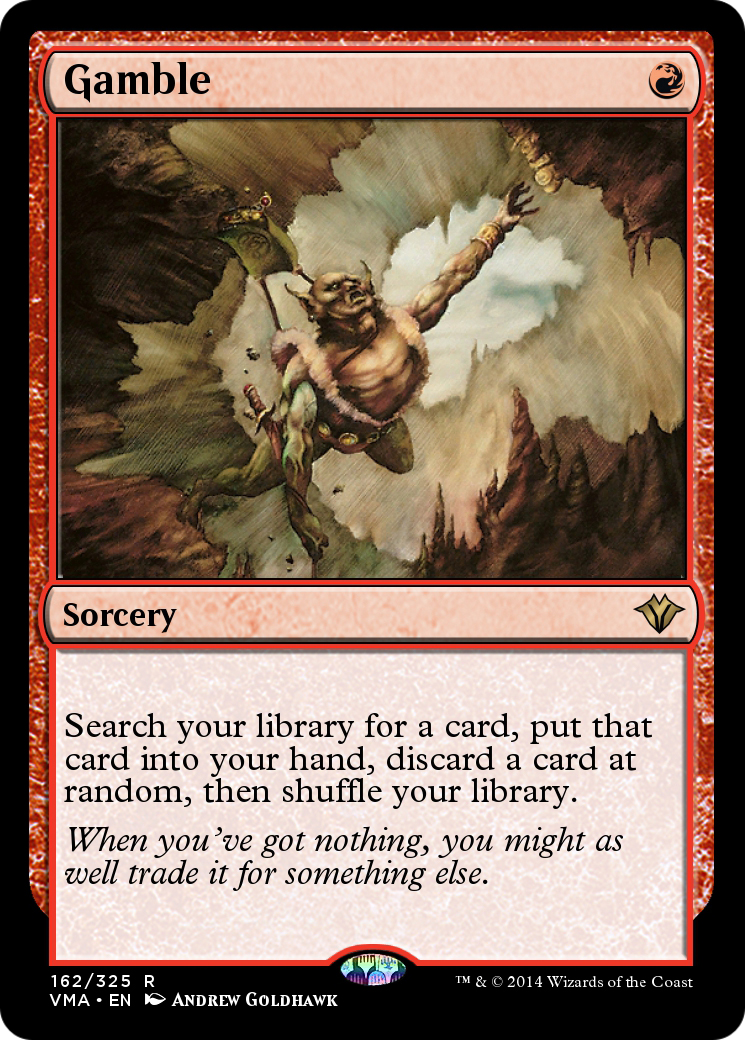 Gamble
Sorcery
Search your library for a card, put that
card into your hand, discard a card at
random, then shuffle your library.
When you've got nothing, you might as
well trade it for something else.
162/325 R
VMA • EN Andrew Goldhawk
™ & © 2014 Wizards of the Coast